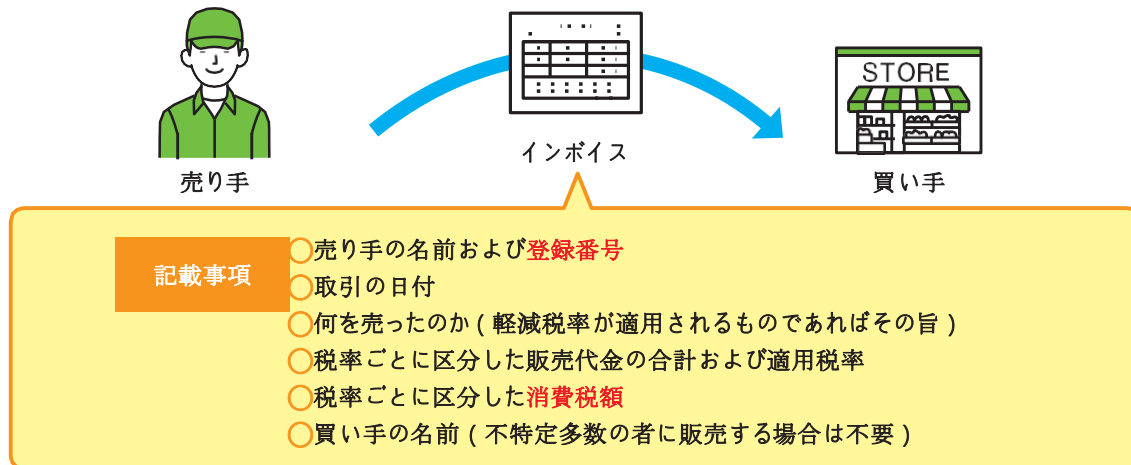 STORE
インボイス
売り手
買い手
記載事項
○売り手の名前および登録番号
○取引の日付
○何を売ったのか(軽減税率が適用されるものであればその旨)
○税率ごとに区分した販売代金の合計および適用税率
○税率ごとに区分した消費税額
○買い手の名前(不特定多数の者に販売する場合は不要)